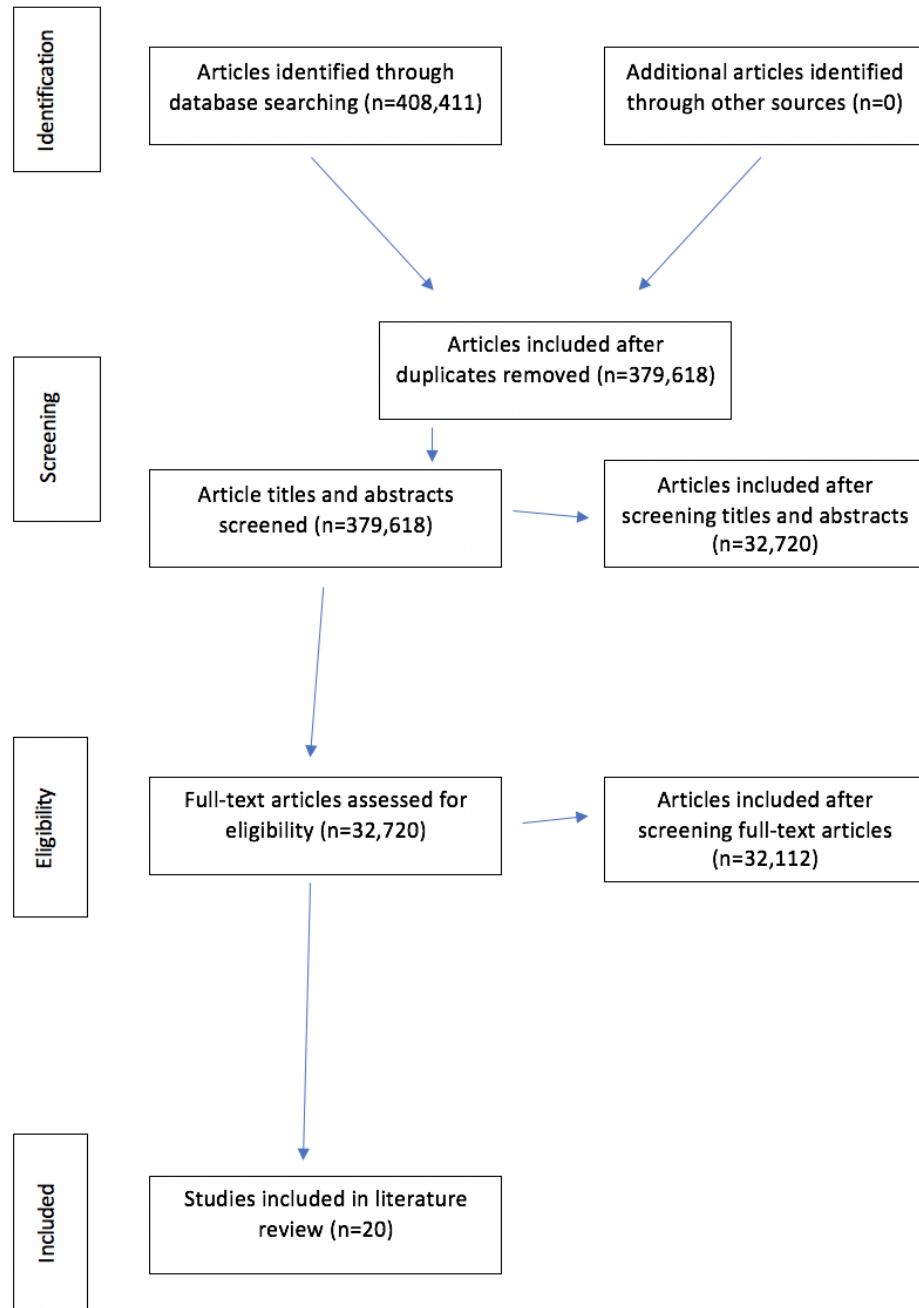 Identification
Articles identified through
database searching (n=408,411)
Additional articles identified
through other sources (n=0)
Articles included after
duplicates removed (n=379,618)
Screening
Article titles and abstracts
screened (n=379,618)
Articles included after
screening titles and abstracts
(n=32,720)
Eligibility
Full-text articles assessed for
eligibility (n=32,720)
Articles included after
screening full-text articles
(n=32,112)
Included
Studies included in literature
review (n=20)